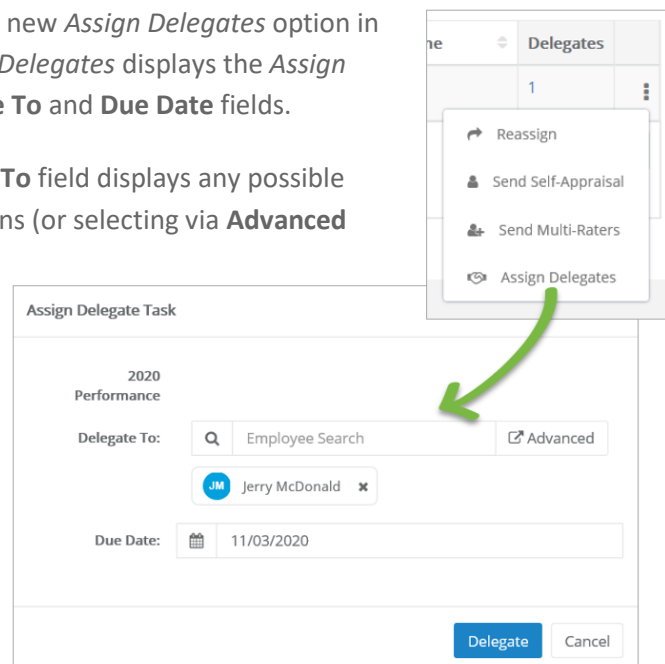 new Assign Delegates option in
Delegates displays the Assign
To and Due Date fields.
To field displays any possible
(or selecting via Advanced
Delegates
1
Reassign
Send Self-Appraisal
Send Multi-Raters
Assign Delegates
Assign Delegate Task
2020
Performance
Delegate To:
Employee Search
Advanced
JM
Jerry McDonald
Due Date:
11/03/2020
Delegate
Cancel